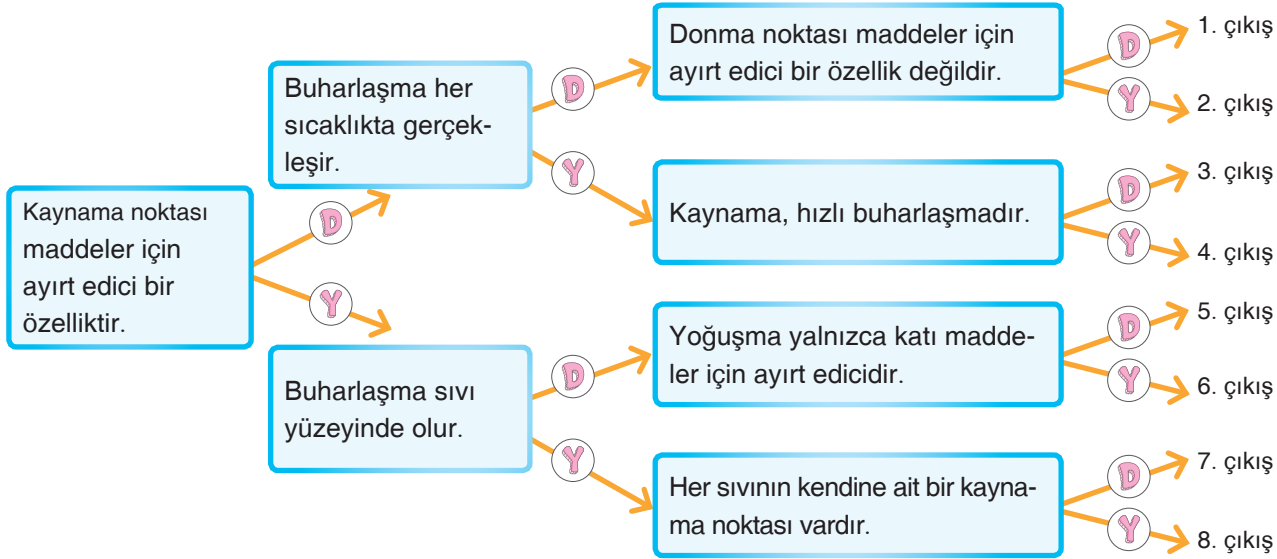 Kaynama noktası
maddeler için
ayırt edici bir
özelliktir.
D
Y
Buharlaşma her
sıcaklıkta gerçek-
leşir.
D
Y
Buharlaşma sıvı
yüzeyinde olur.
D
Y
Donma noktası maddeler için
ayırt edici bir özellik değildir.
D
Y
1. çıkış
2. çıkış
Kaynama, hızlı buharlaşmadır.
D
Y
3. çıkış
4. çıkış
Yoğuşma yalnızca katı madde-
ler için ayırt edicidir.
D
Y
5. çıkış
6. çıkış
Her sıvının kendine ait bir kayna-
ma noktası vardır.
D
Y
7. çıkış
8. çıkış